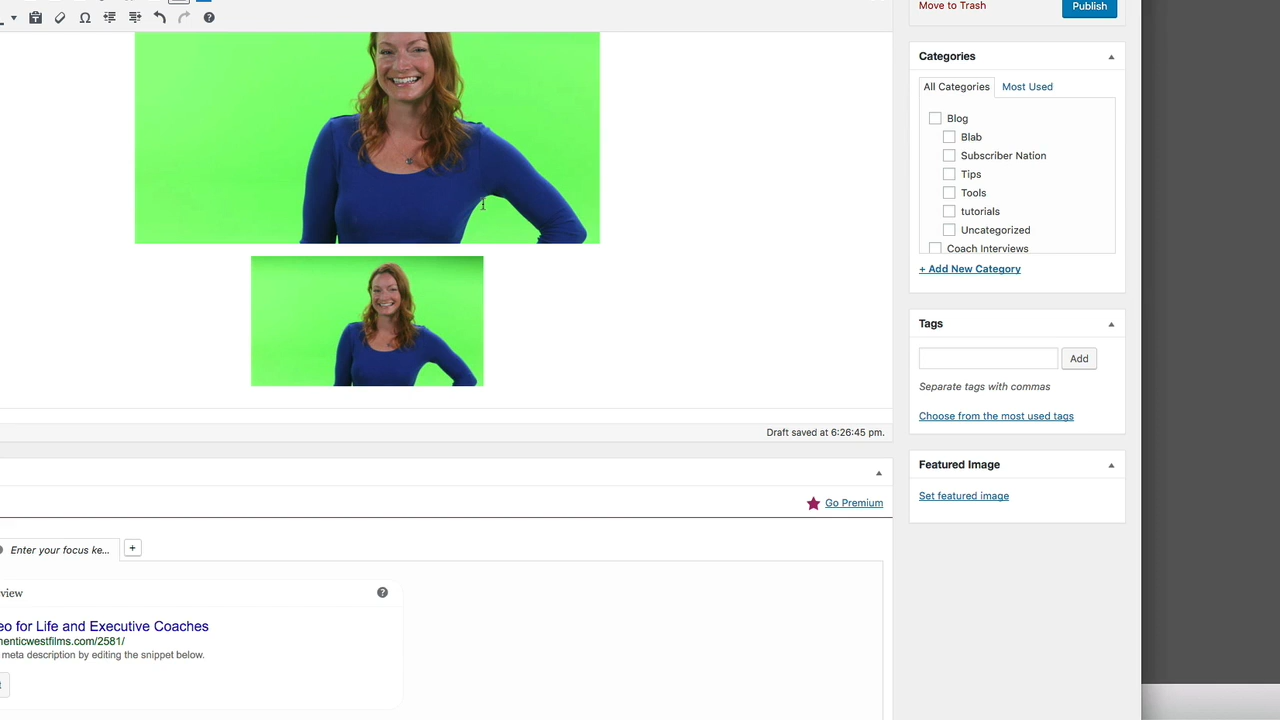 Move to Trash
Publish
Categories
All Categories
Most Used
Blog
Blab
Subscriber Nation
Tips
Tools
tutorials
Uncategorized
Coach Interviews
+ Add New Category
Tags
Add
Separate tags with commas
Choose from the most used tags
Draft saved at 6:26:45 pm.
Featured Image
Set featured image
Go Premium
Enter your focus ke...
+
view
eo for Life and Executive Coaches
henticwestfilms.com/2581/
meta description by editing the snippet below.